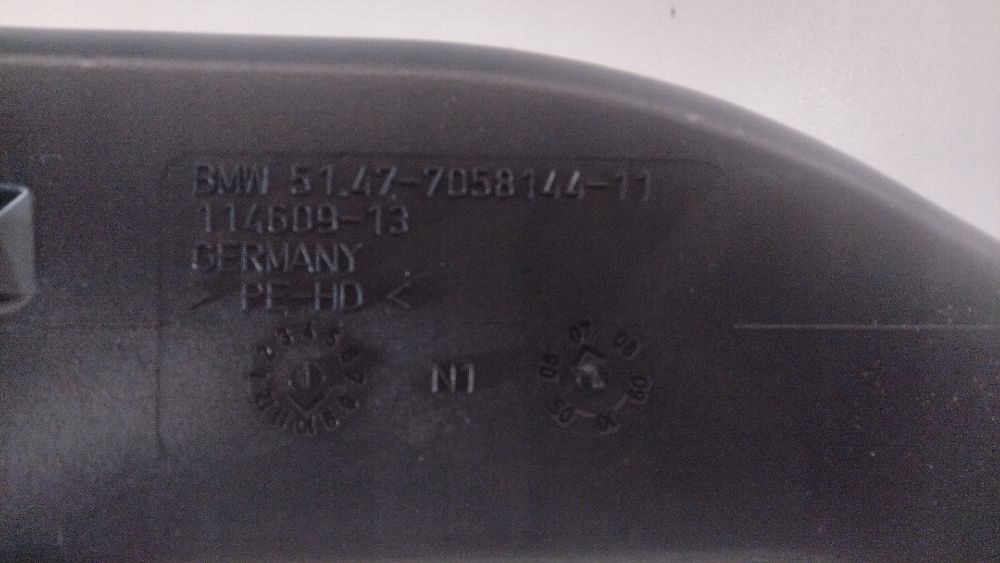 BMW 51.47-7058144-11
114609-13
GERMANY
> PE-HD <
N1